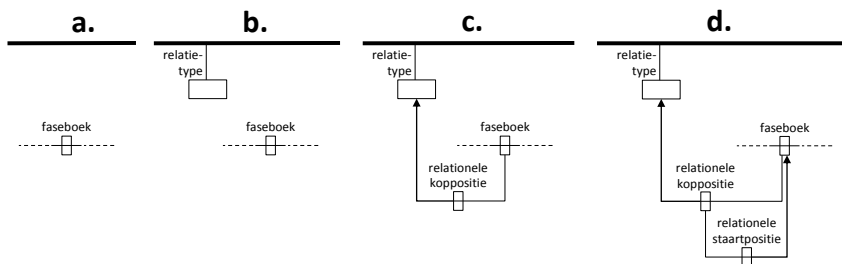 a.
faseboek
b.
relatie-
type
faseboek
c.
relatie-
type
faseboek
relationele
koppositie
d.
relatie-
type
faseboek
relationele
koppositie
relationele
staartpositie